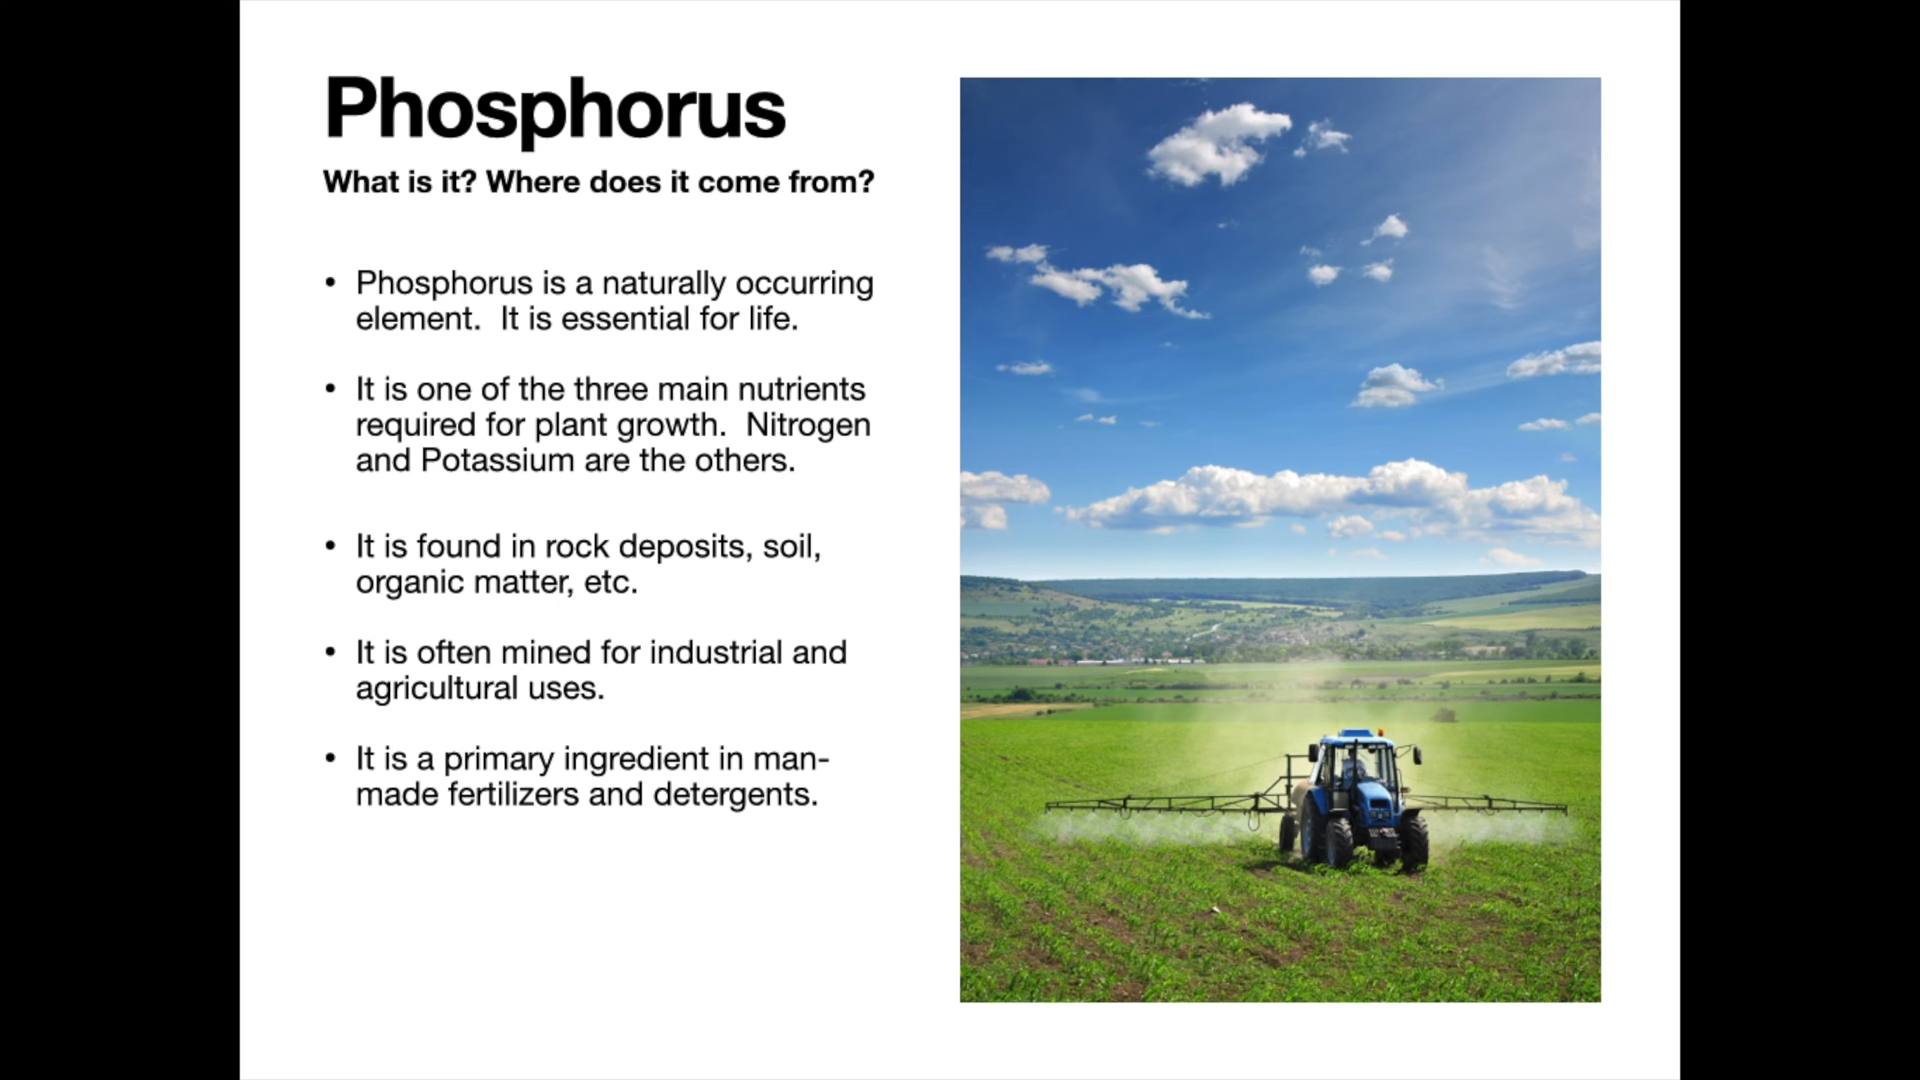 Phosphorus
What is it? Where does it come from?
• Phosphorus is a naturally occurring
element.  It is essential for life.
• It is one of the three main nutrients
required for plant growth.  Nitrogen
and Potassium are the others.
• It is found in rock deposits, soil,
organic matter, etc.
• It is often mined for industrial and
agricultural uses.
• It is a primary ingredient in man-
made fertilizers and detergents.